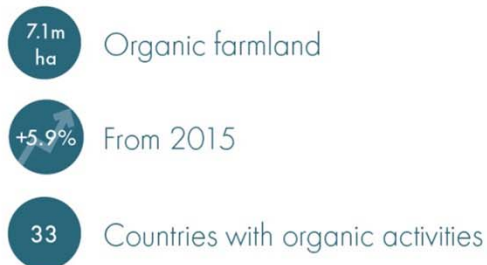 7.1m
ha
Organic farmland
+5.9%
From 2015
33
Countries with organic activities